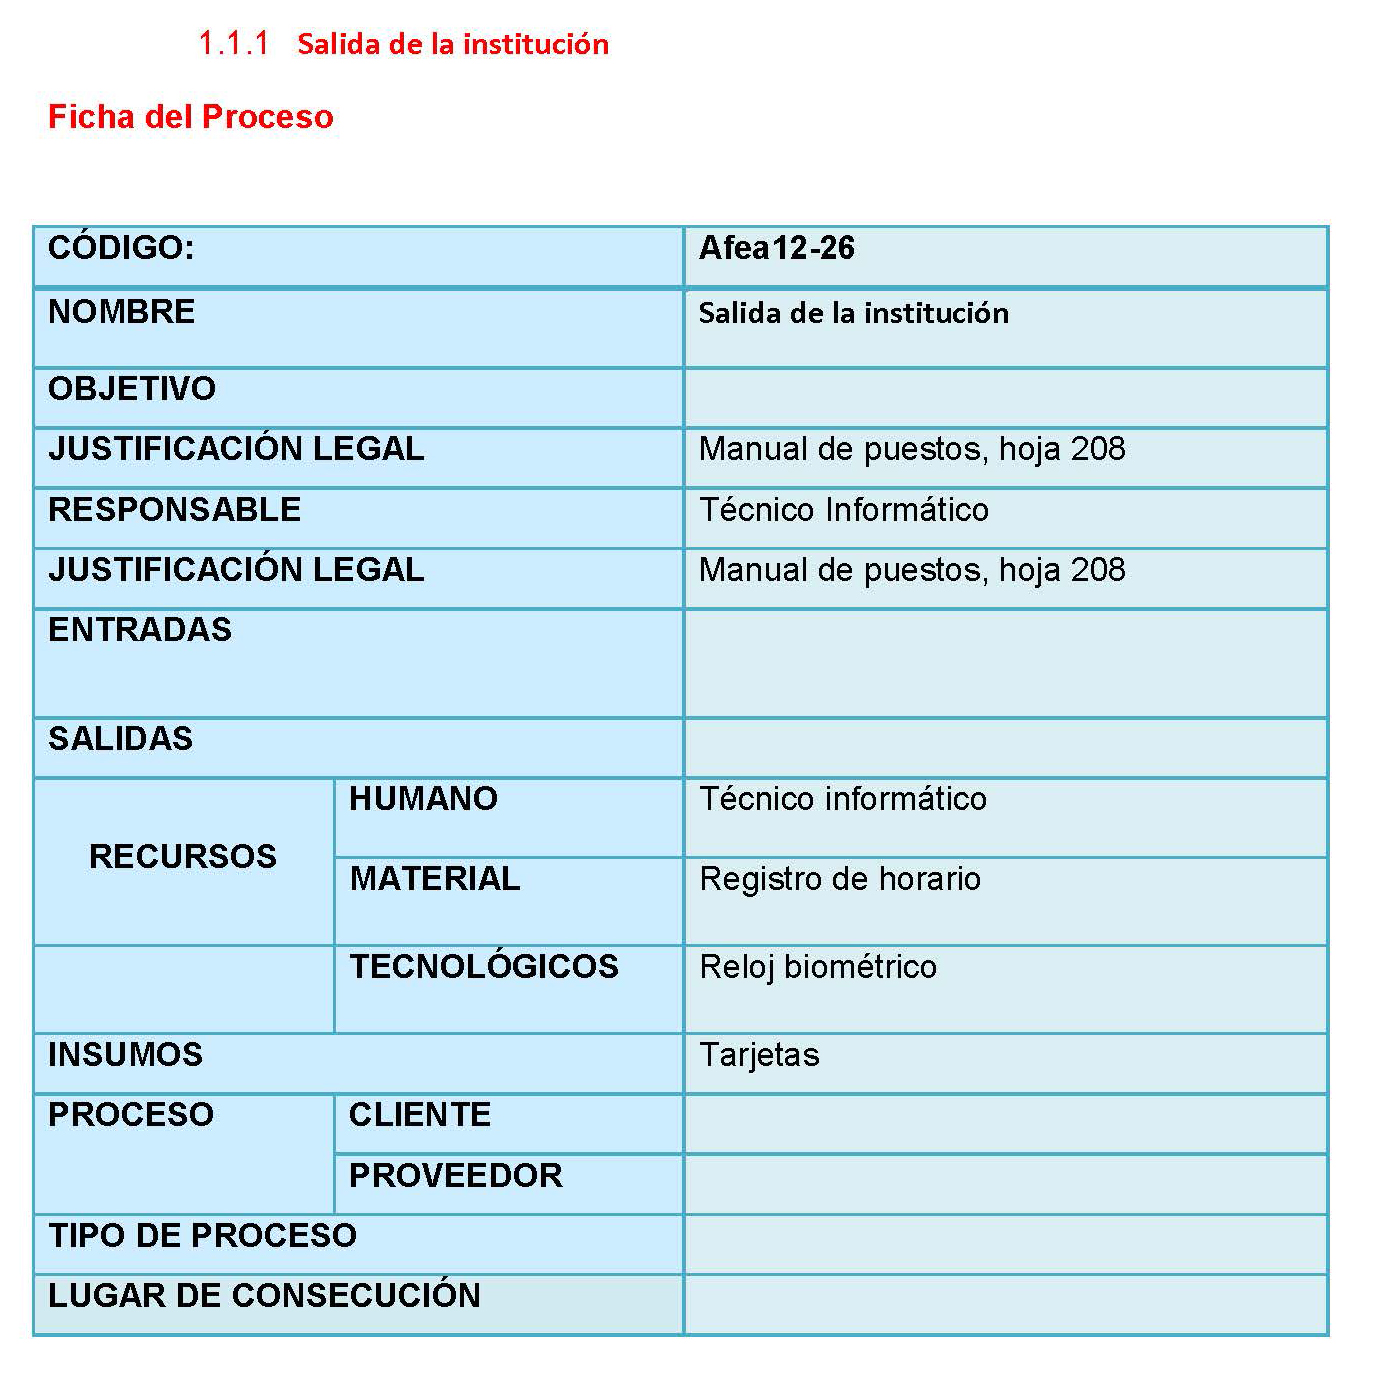 1.1.1 Salida de la institución
Ficha del Proceso
CÓDIGO: Afea12-26
NOMBRE Salida de la institución
OBJETIVO
JUSTIFICACIÓN LEGAL Manual de puestos, hoja 208
RESPONSABLE Técnico Informático
JUSTIFICACIÓN LEGAL Manual de puestos, hoja 208
ENTRADAS
SALIDAS
RECURSOS
HUMANO Técnico informático
MATERIAL Registro de horario
TECNOLÓGICOS Reloj biométrico
INSUMOS Tarjetas
PROCESO CLIENTE
PROVEEDOR
TIPO DE PROCESO
LUGAR DE CONSECUCIÓN